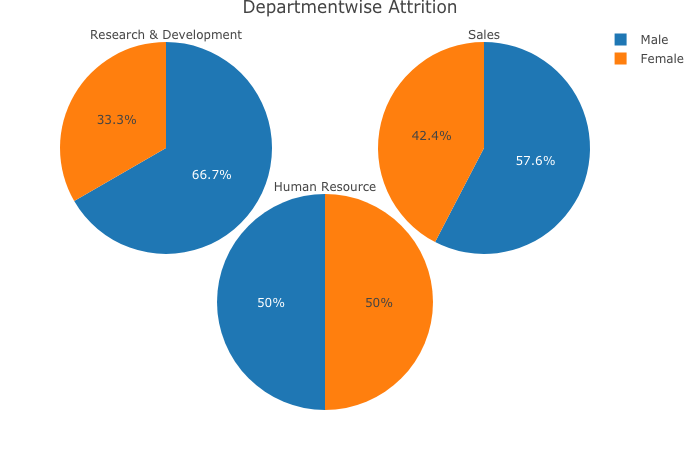 Departmentwise Attrition
Research & Development
Sales
Male
Female
33.3%
66.7%
42.4%
57.6%
Human Resource
50%
50%